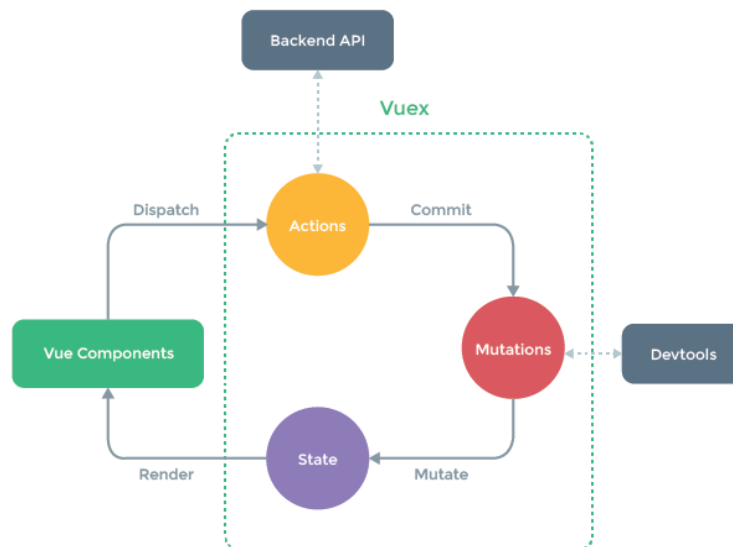 Backend API
Vuex
Dispatch
Actions
Commit
Vue Components
Mutations
Devtools
Render
State
Mutate